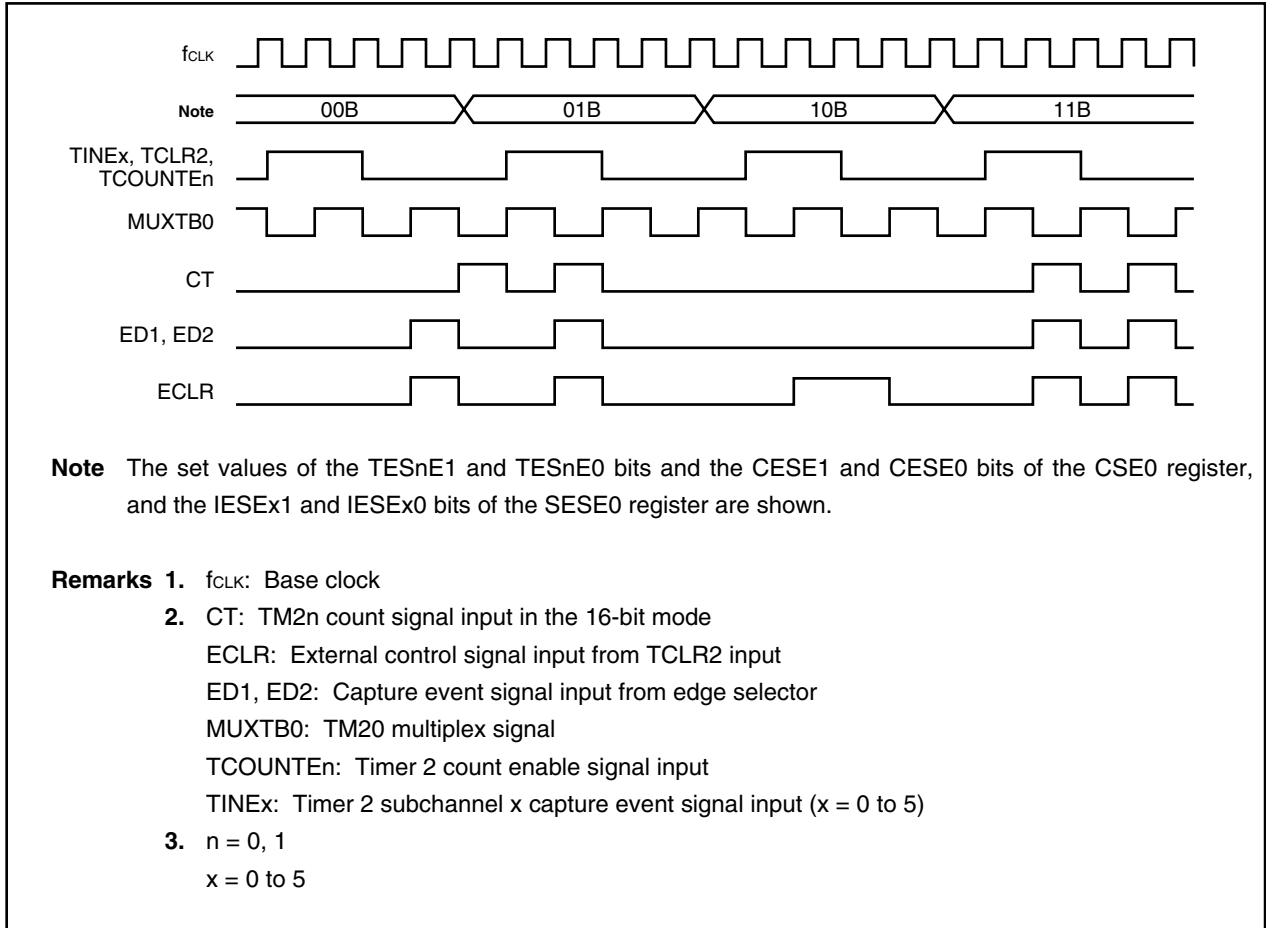 fCLK
Note 00B 01B 10B 11B
TINEx, TCLR2,
TCOUNTEn
MUXTB0
CT
ED1, ED2
ECLR
Note The set values of the TESnE1 and TESnE0 bits and the CESE1 and CESE0 bits of the CSE0 register,
and the IESEx1 and IESEx0 bits of the SESE0 register are shown.
Remarks 1. fCLK: Base clock
2. CT: TM2n count signal input in the 16-bit mode
ECLR: External control signal input from TCLR2 input
ED1, ED2: Capture event signal input from edge selector
MUXTB0: TM20 multiplex signal
TCOUNTEn: Timer 2 count enable signal input
TINEx: Timer 2 subchannel x capture event signal input (x = 0 to 5)
3. n = 0, 1
x = 0 to 5